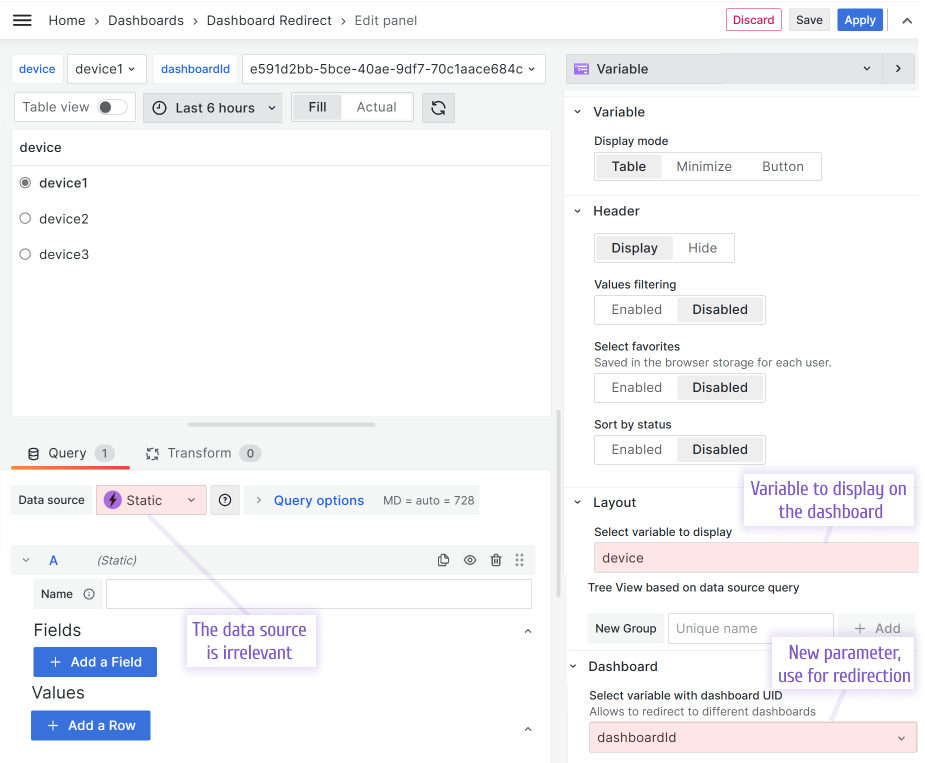 Home › Dashboards › Dashboard Redirect › Edit panel
Discard Save Apply
device device1 dashboardId e591d2bb-5bce-40ae-9df7-70c1aace684c
Table view Last 6 hours Fill Actual
device
device1
device2
device3
Query 1 Transform 0
Data source Static Query options MD = auto = 728
A (Static)
Name
The data source
is irrelevant
Fields
+ Add a Field
Values
+ Add a Row
Variable
Variable
Display mode
Table Minimize Button
Header
Display Hide
Values filtering
Enabled Disabled
Select favorites
Saved in the browser storage for each user.
Enabled Disabled
Sort by status
Enabled Disabled
Variable to display on
the dashboard
Layout
Select variable to display
device
Tree View based on data source query
New Group Unique name + Add
New parameter,
use for redirection
Dashboard
Select variable with dashboard UID
Allows to redirect to different dashboards
dashboardId